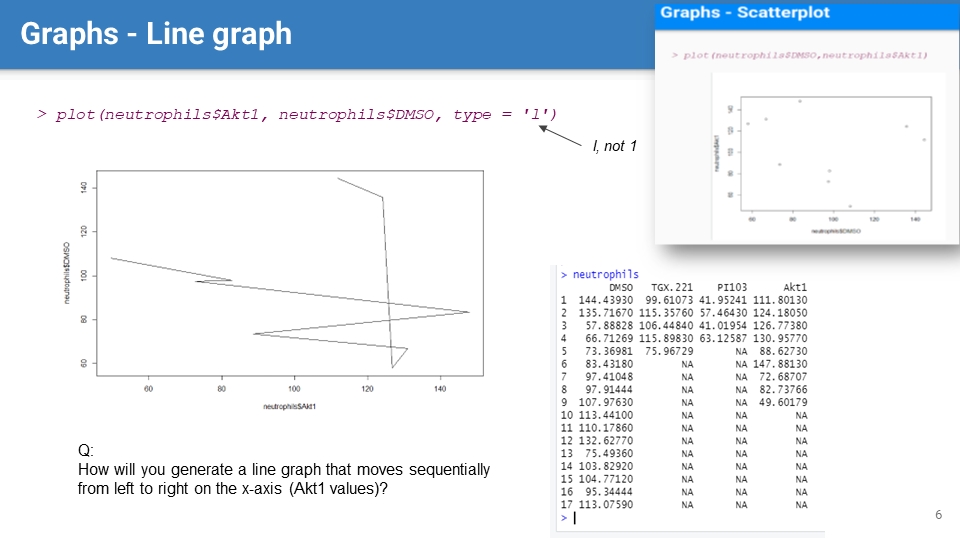 Graphs - Line graph
> plot(neutrophils$Akt1, neutrophils$DMSO, type = 'l')
l, not 1
neutrophils$DMSO
140
120
100
80
60
60 80 100 120 140
neutrophils$Akt1
Q:
How will you generate a line graph that moves sequentially
from left to right on the x-axis (Akt1 values)?
Graphs - Scatterplot
> plot(neutrophils$DMSO,neutrophils$Akt1)
neutrophils$Akt1
140
120
100
80
60
60 80 100 120 140
neutrophils$DMSO
> neutrophils
DMSO TGX.221 PI103 Akt1
1 144.43930 99.61073 41.95241 111.80130
2 135.71670 115.35760 57.46430 124.18050
3 57.88828 106.44840 41.01954 126.77380
4 66.71269 115.89830 63.12587 130.95770
5 73.36981 75.96729 NA 88.62730
6 83.43180 NA NA 147.88130
7 97.41048 NA NA 72.68707
8 97.91444 NA NA 82.73766
9 107.97630 NA NA 49.60179
10 113.44100 NA NA NA
11 110.17860 NA NA NA
12 132.62770 NA NA NA
13 75.49360 NA NA NA
14 103.82920 NA NA NA
15 104.77120 NA NA NA
16 95.34444 NA NA NA
17 113.07590 NA NA NA
>
6